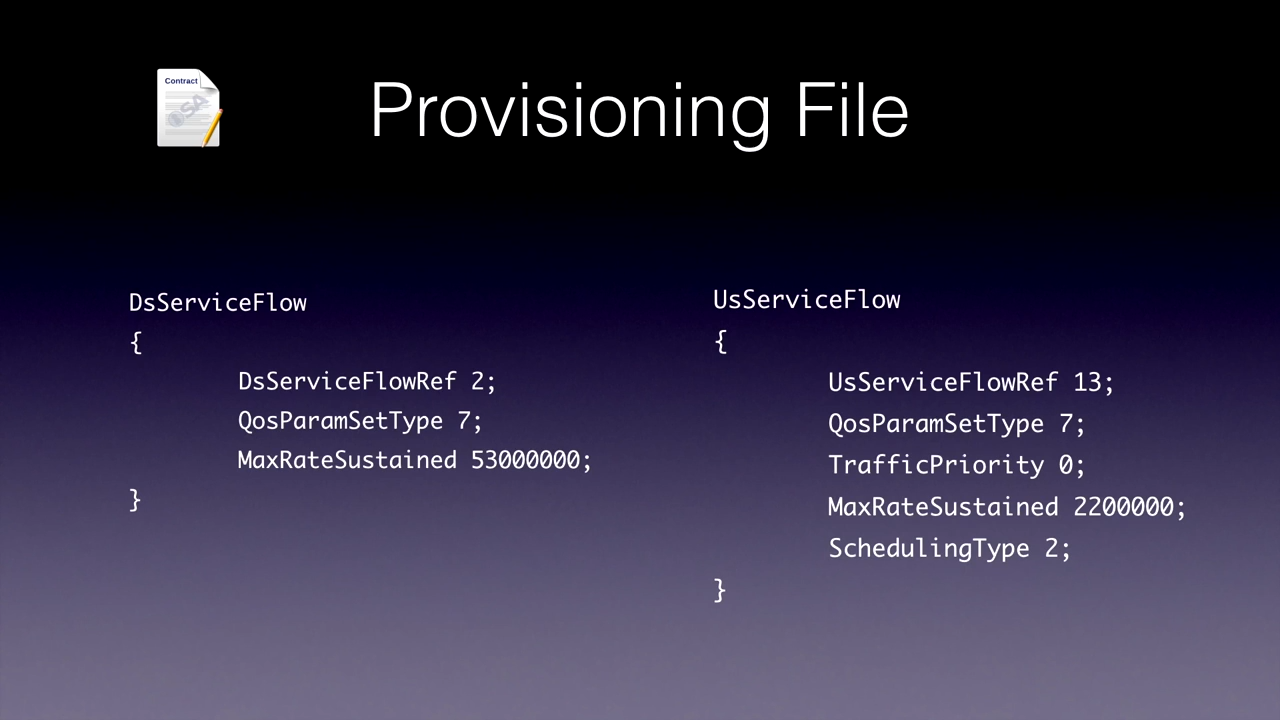 Contract
Provisioning File
DsServiceFlow
{
DsServiceFlowRef 2;
QosParamSetType 7;
MaxRateSustained 53000000;
}
UsServiceFlow
{
UsServiceFlowRef 13;
QosParamSetType 7;
TrafficPriority 0;
MaxRateSustained 2200000;
SchedulingType 2;
}